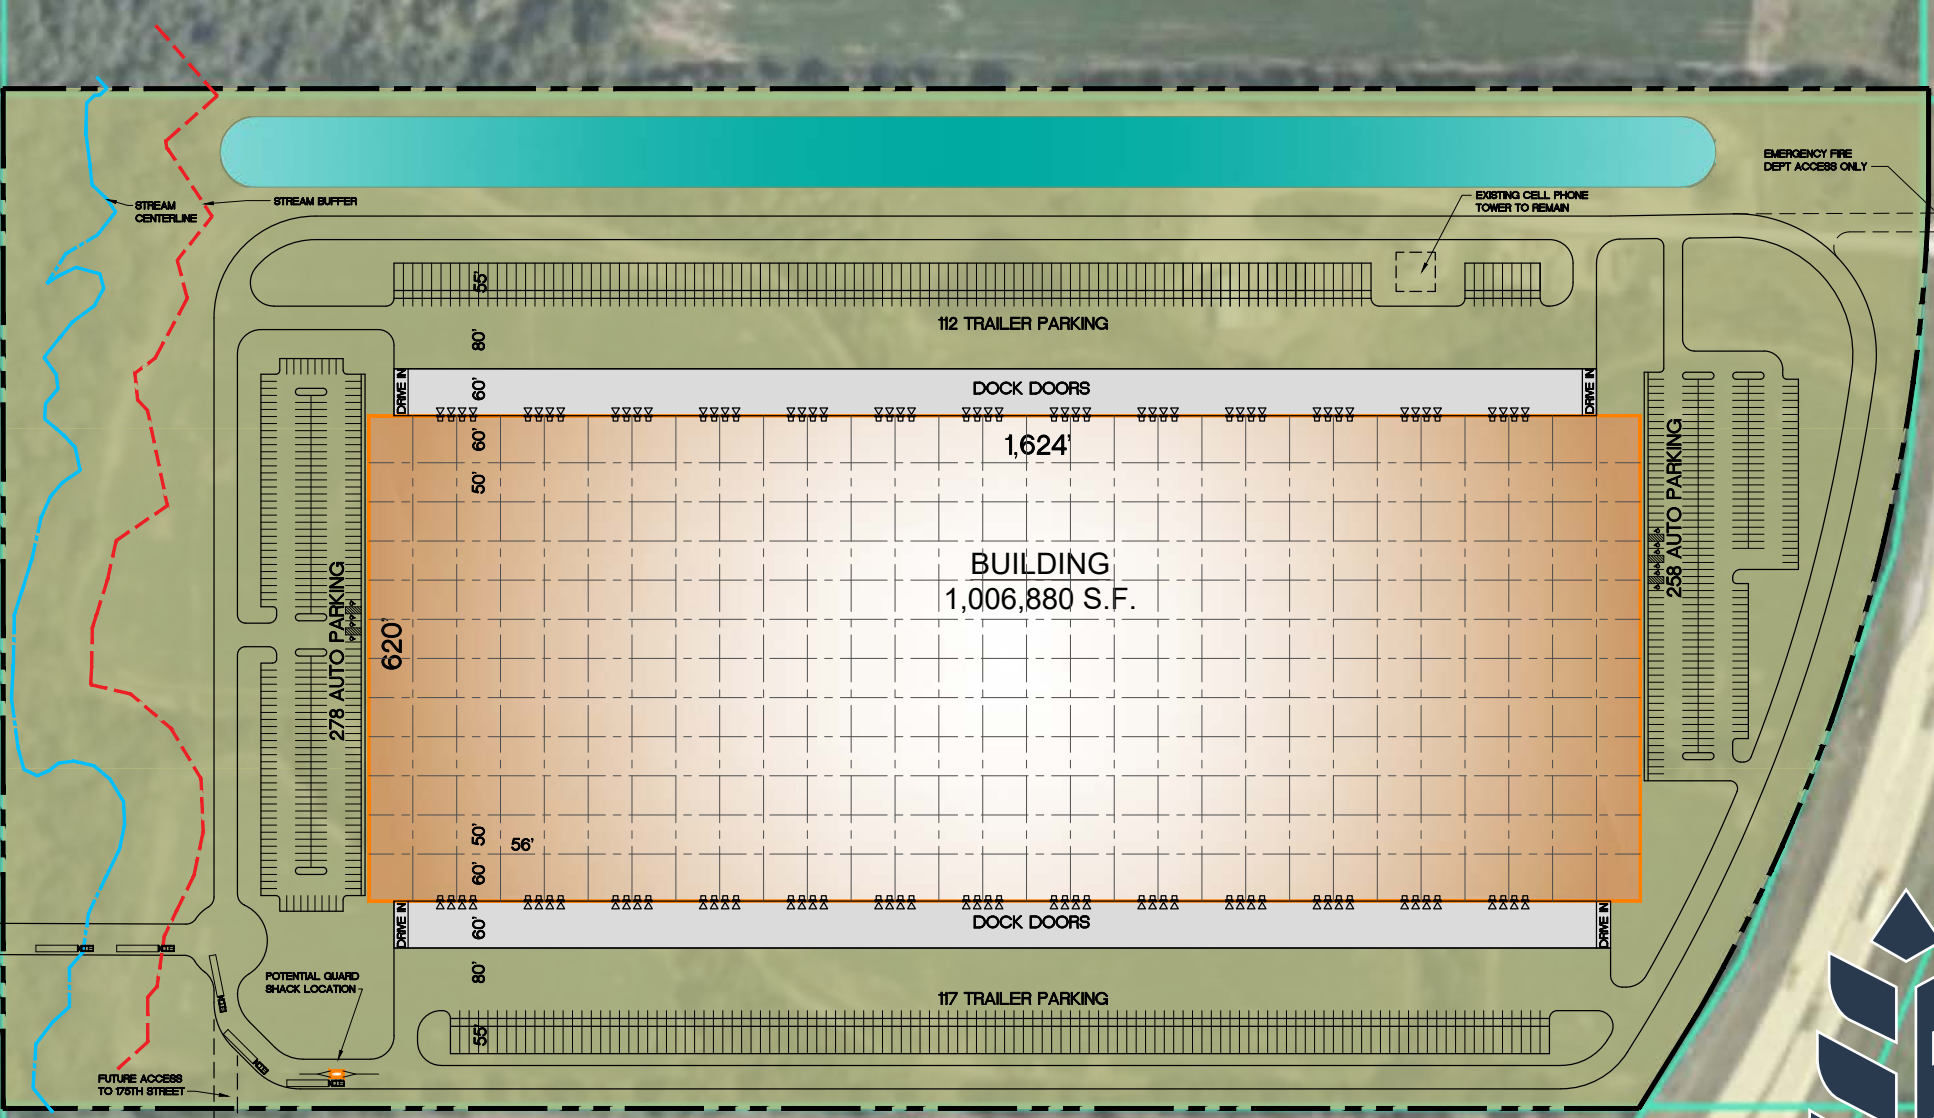 EMERGENCY FIRE
DEPT ACCESS ONLY
EXISTING CELL PHONE
TOWER TO REMAIN
STREAM
CENTERLINE
STREAM BUFFER
55'
112 TRAILER PARKING
80'
DRIVE IN
60'
DOCK DOORS
DRIVE IN
60'
1,624'
50'
BUILDING
1,006,880 S.F.
278 AUTO PARKING
620'
258 AUTO PARKING
50'
56'
60'
DRIVE IN
60'
DOCK DOORS
DRIVE IN
80'
POTENTIAL GUARD
SHACK LOCATION
117 TRAILER PARKING
55'
FUTURE ACCESS
TO 175TH STREET